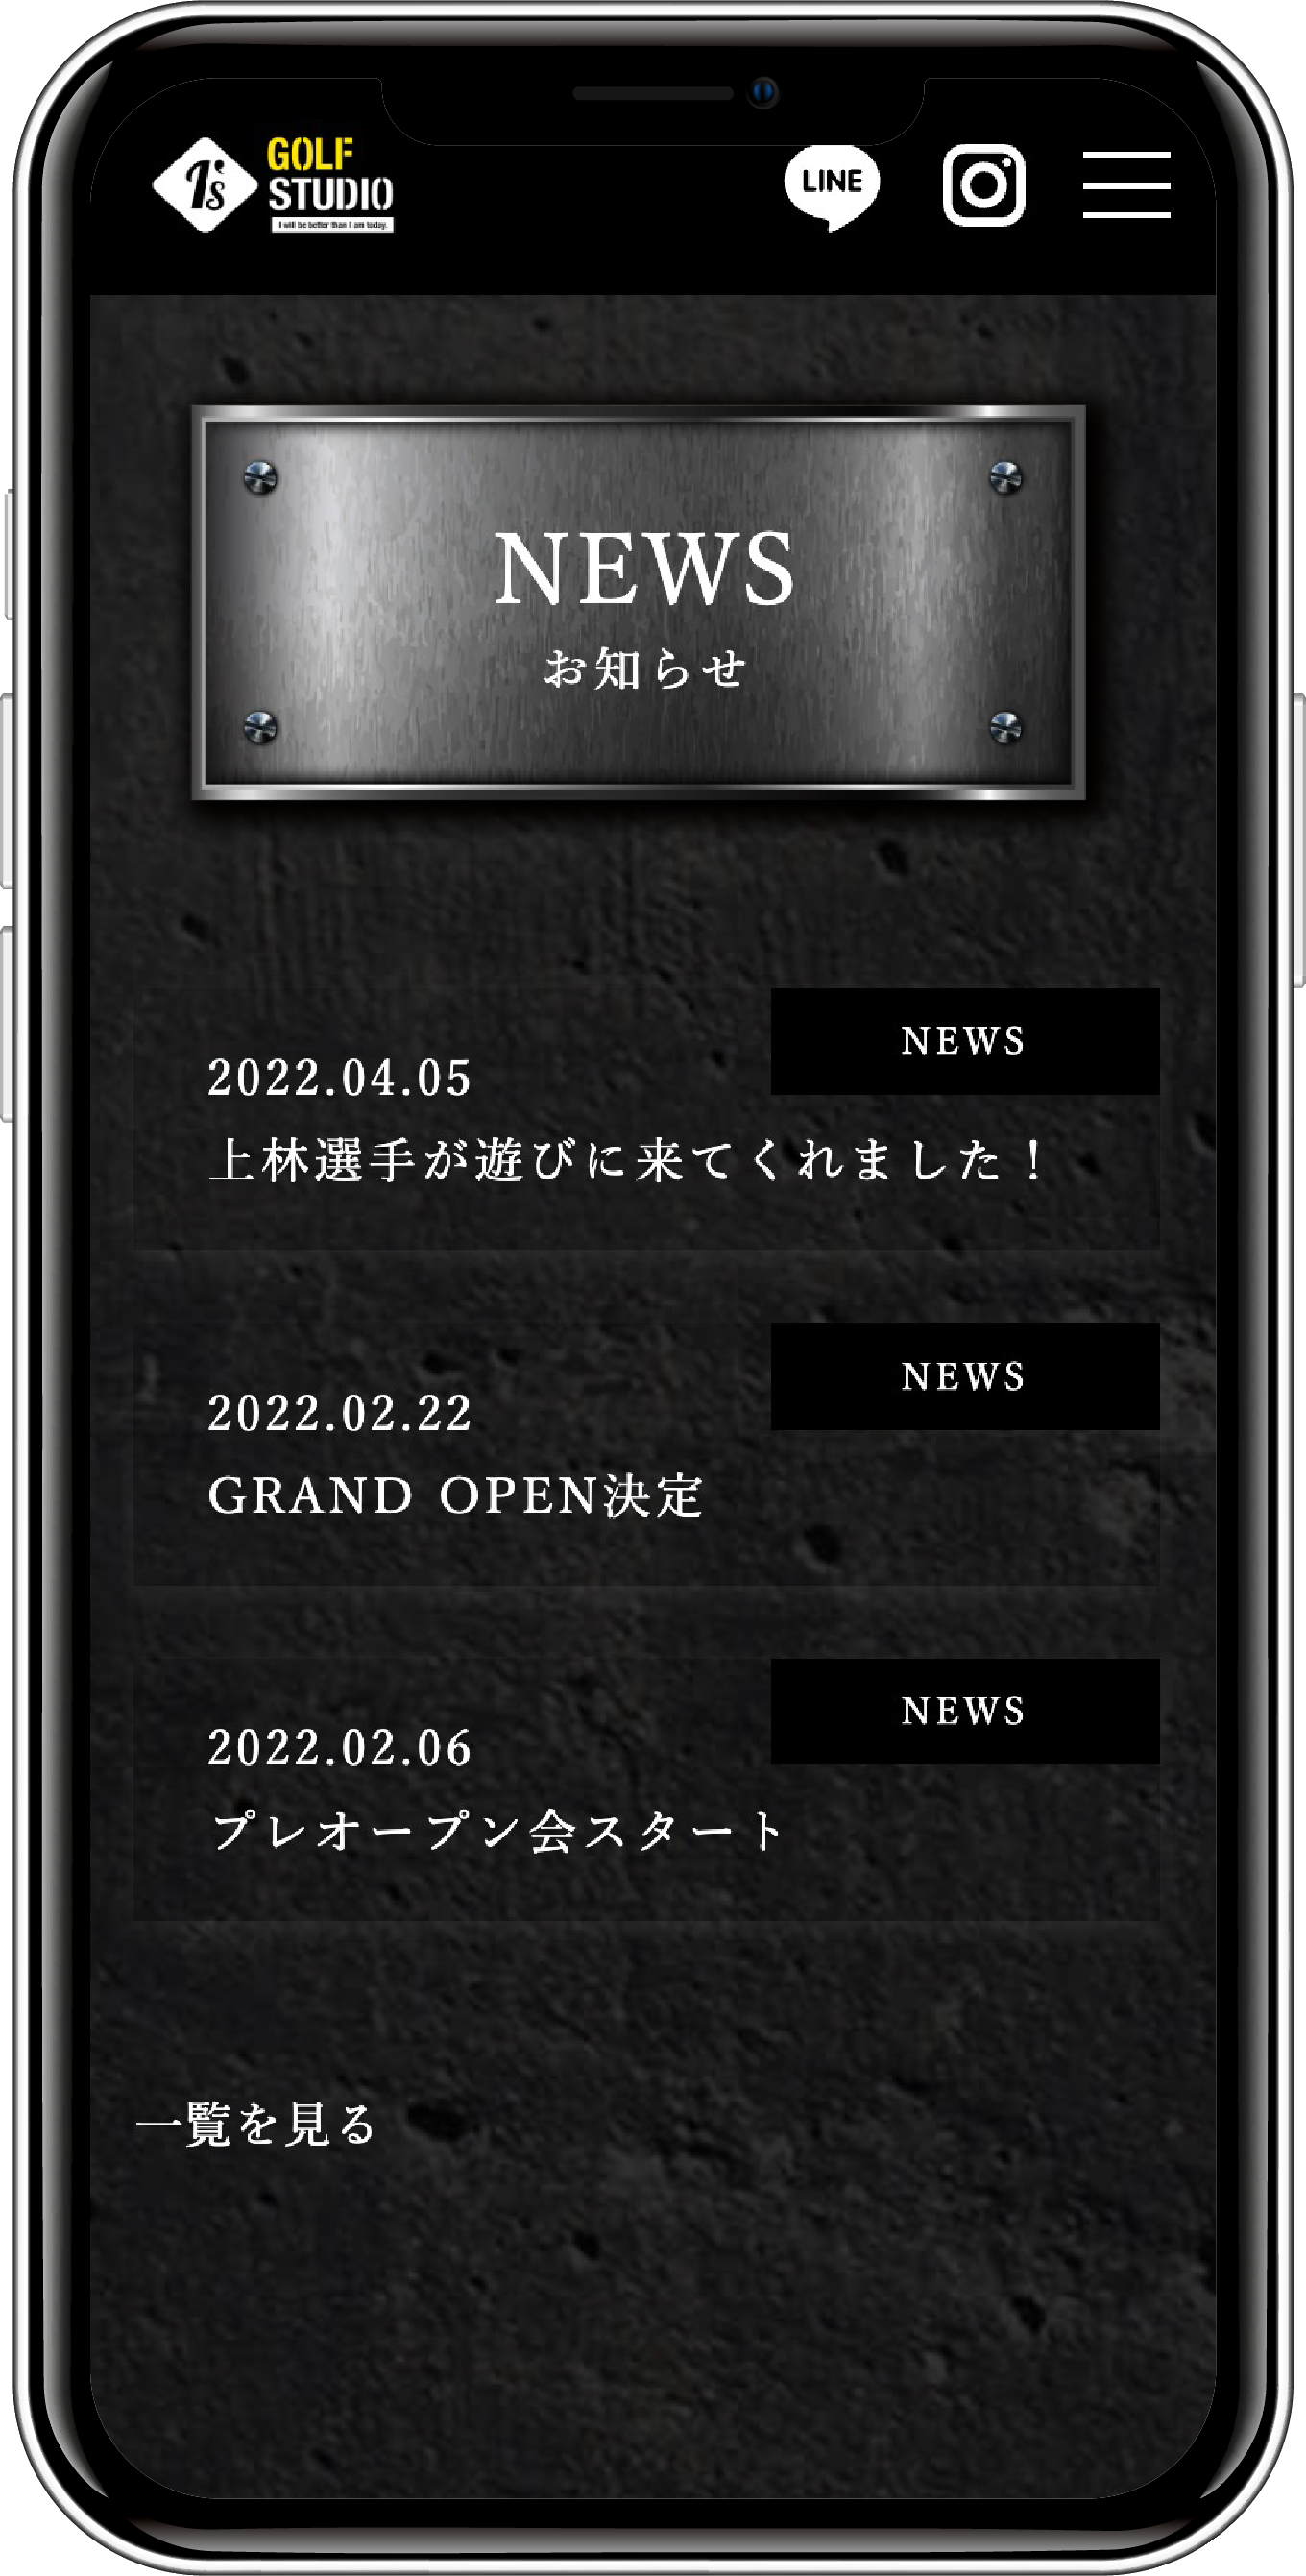 I's
GOLF
STUDIO
I will be better than I am today.
LINE
NEWS
お知らせ
NEWS
2022.04.05
上林選手が遊びに来てくれました！
NEWS
2022.02.22
GRAND OPEN決定
NEWS
2022.02.06
プレオープン会スタート
一覧を見る